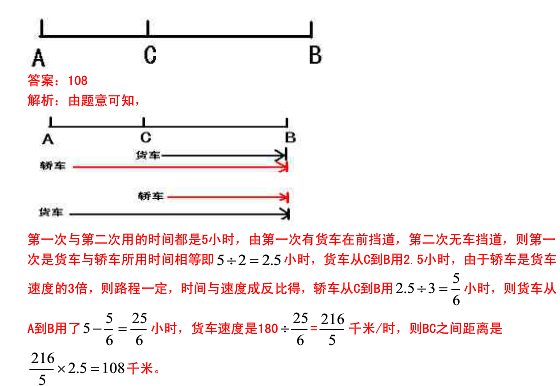 A C B
答案: 108
解析: 由题意可知,
A C B
货车
轿车
轿车
货车
第一次与第二次用的时间都是5小时, 由第一次有货车在前挡道, 第二次无车挡道, 则第一
次是货车与轿车所用时间相等即5÷2=2.5小时, 货车从C到B用2.5小时, 由于轿车是货车
速度的3倍, 则路程一定, 时间与速度成反比得, 轿车从C到B用2.5÷3=5/6小时, 则货车从
A到B用了5-5/6=25/6小时, 货车速度是180÷25/6=216/5千米/时, 则BC之间距离是
216/5×2.5=108千米。